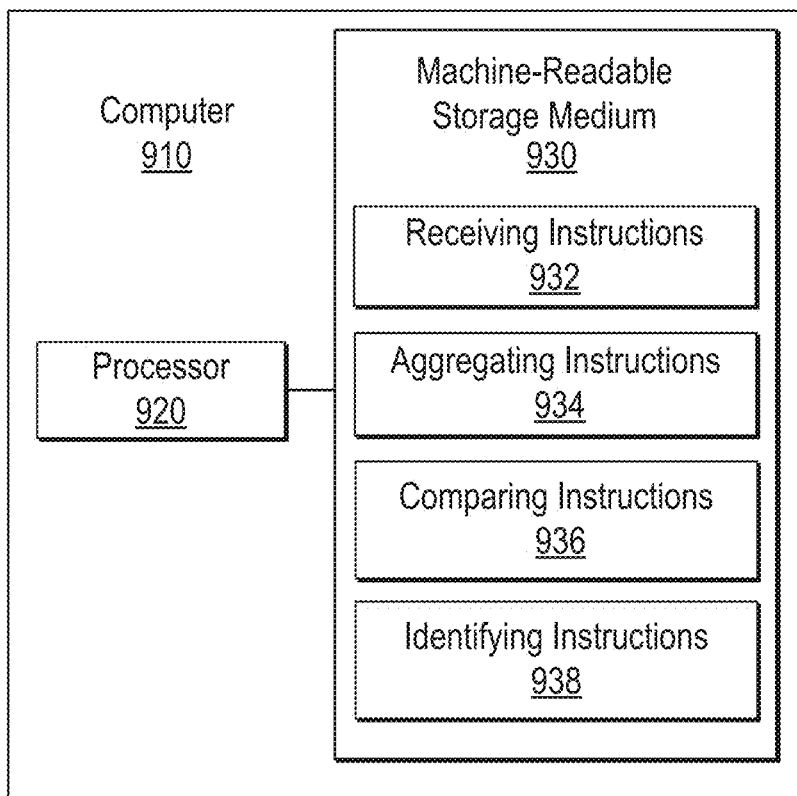 Computer
910
Processor
920
Machine-Readable
Storage Medium
930
Receiving Instructions
932
Aggregating Instructions
934
Comparing Instructions
936
Identifying Instructions
938